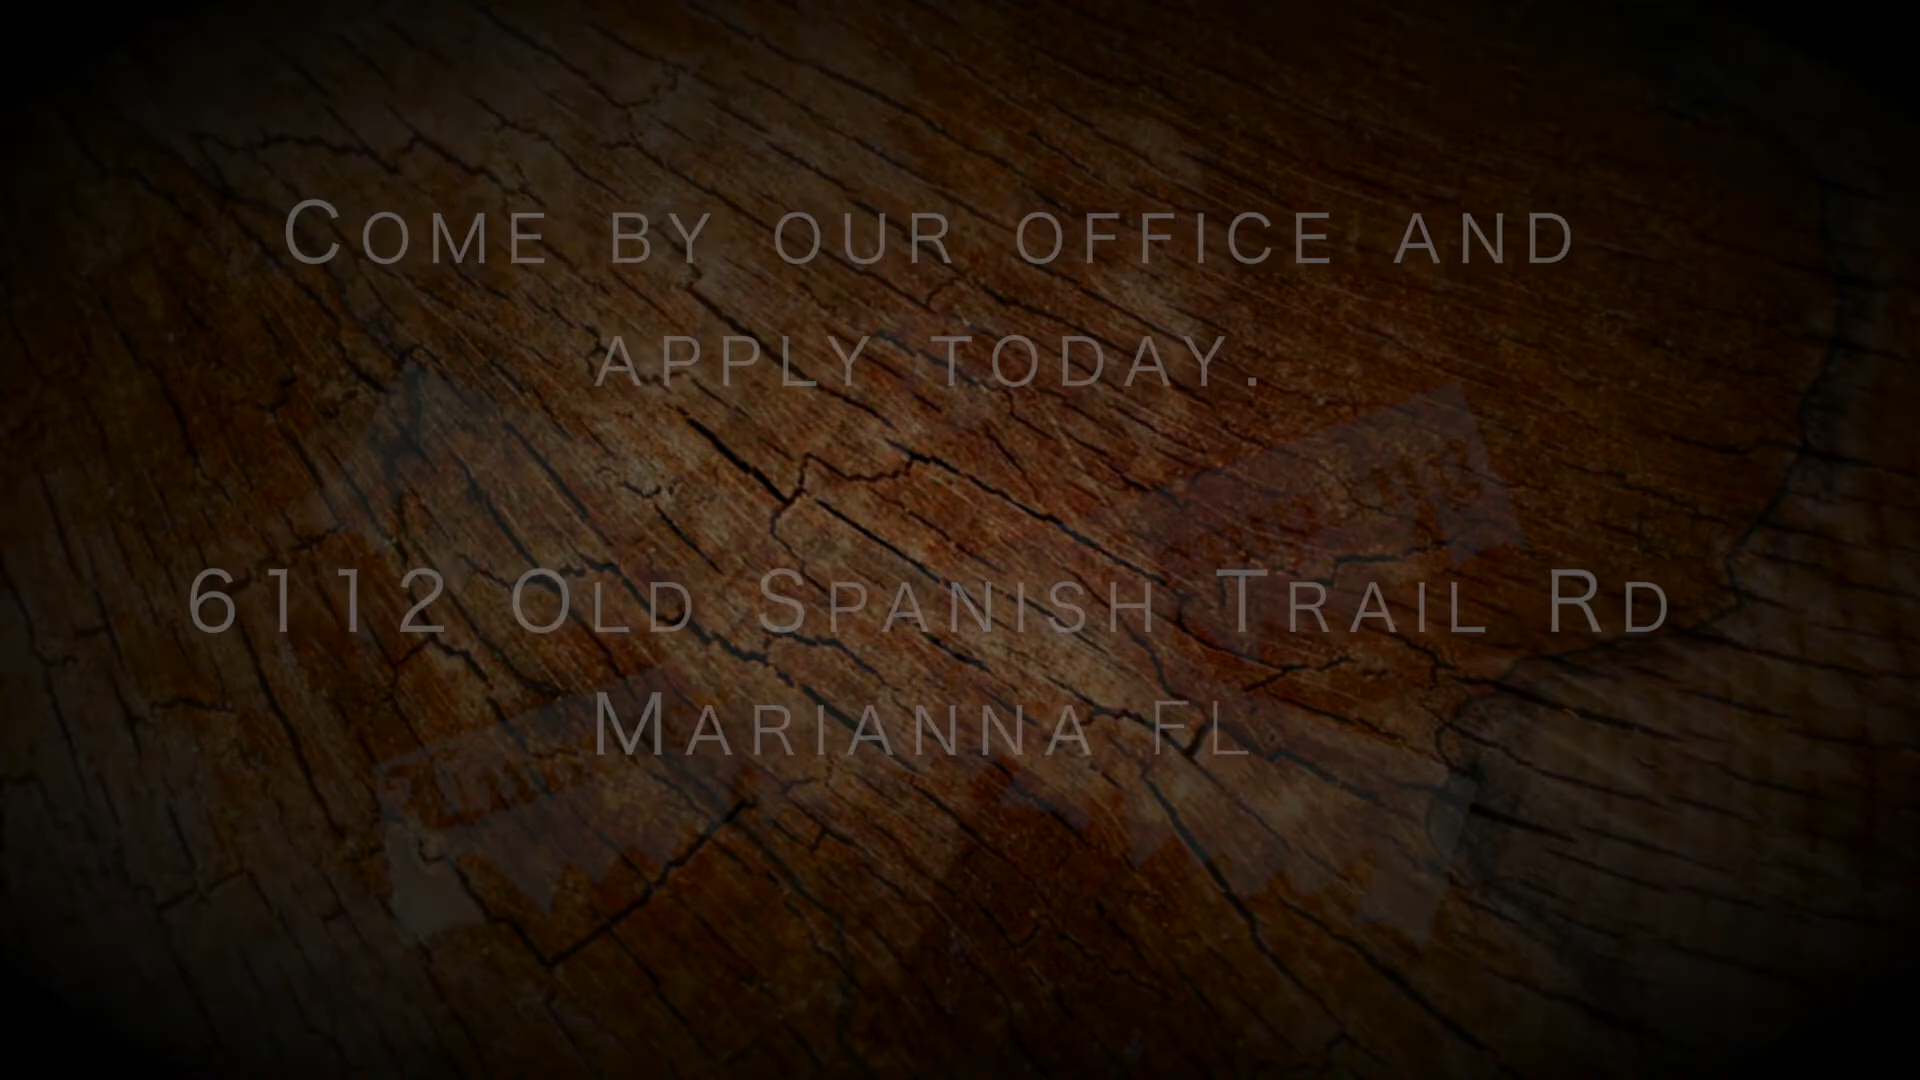 Come by our office and
apply today.
6112 Old Spanish Trail Rd
Marianna fl